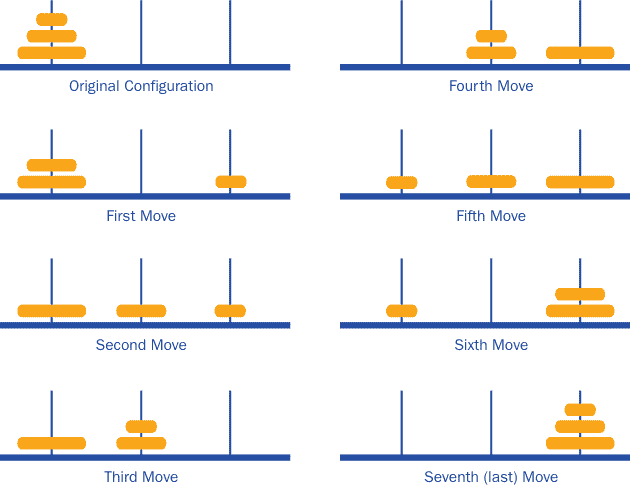 Original Configuration
Fourth Move
First Move
Fifth Move
Second Move
Sixth Move
Third Move
Seventh (last) Move